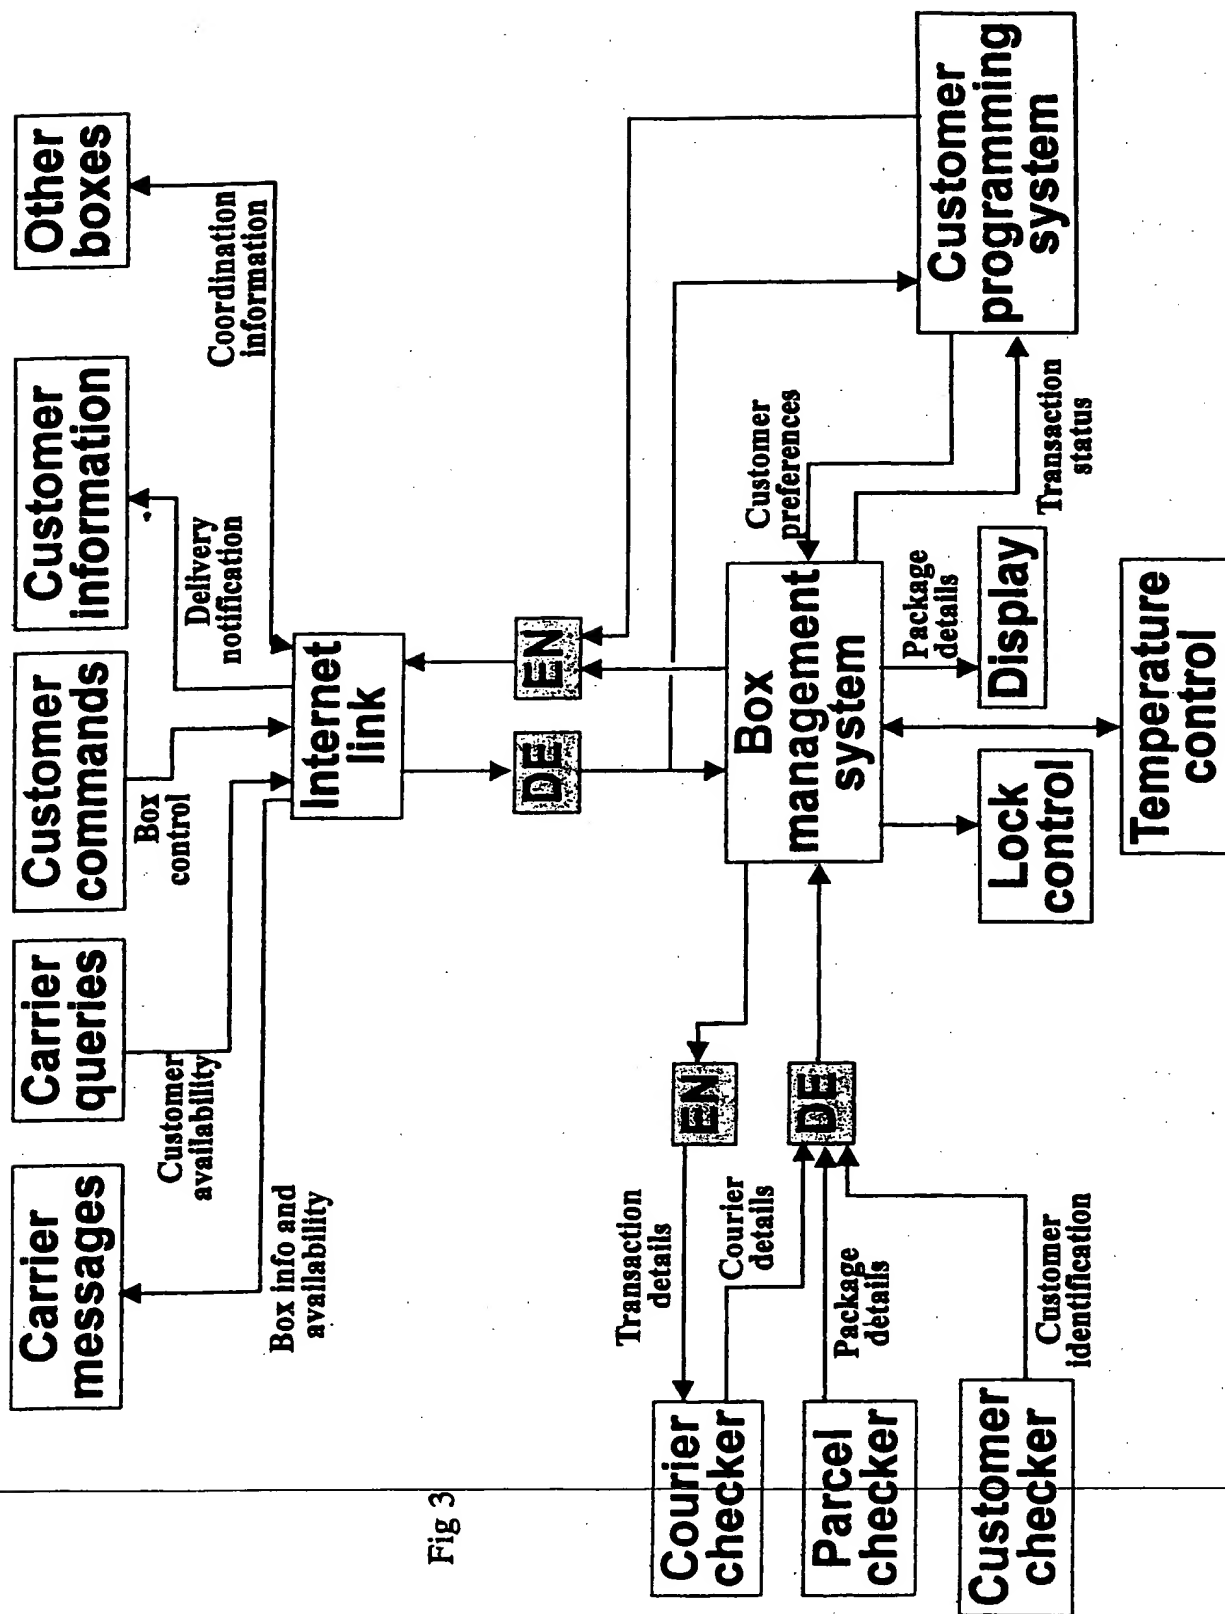 Carrier
messages
Carrier
queries
Customer
commands
Customer
information
Other
boxes
Box info and
availability
Customer
availability
Box
control
Delivery
notification
Coordination
information
Internet
link
Fig 3
DE
EN
Transaction
details
Courier
details
Package
details
Customer
identification
Courier
checker
Parcel
checker
Customer
checker
EN
DE
Box
management
system
Customer
preferences
Transaction
status
Package
details
Customer
programming
system
Lock
control
Display
Temperature
control